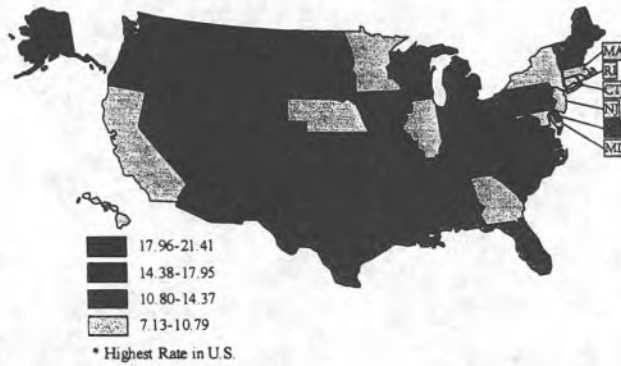 MA
RI
CT
NJ
MD
17.96-21.41
14.38-17.95
10.80-14.37
7.13-10.79
* Highest Rate in U.S.